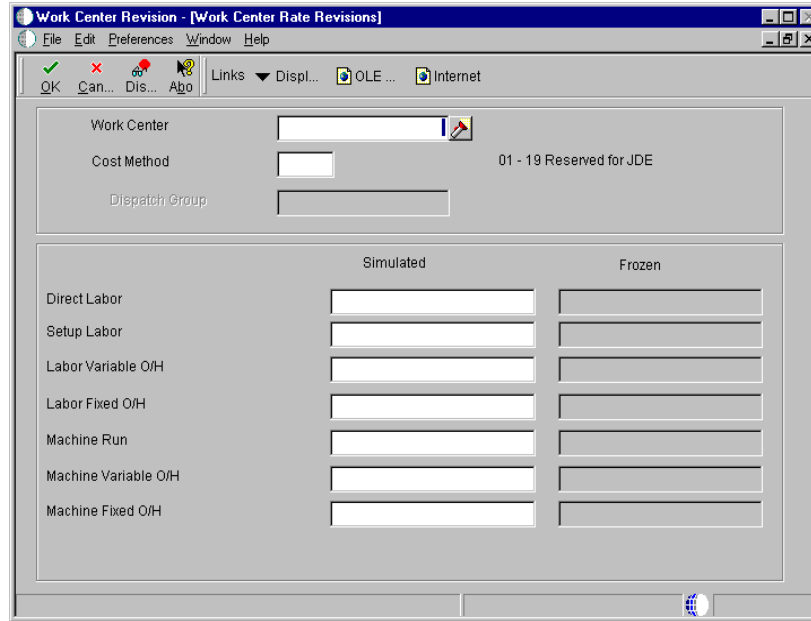 Work Center Revision - [Work Center Rate Revisions]
File Edit Preferences Window Help
OK Can... Dis... Abo Links Displ... OLE ... Internet
Work Center
Cost Method 01 - 19 Reserved for JDE
Dispatch Group
Simulated Frozen
Direct Labor
Setup Labor
Labor Variable O/H
Labor Fixed O/H
Machine Run
Machine Variable O/H
Machine Fixed O/H